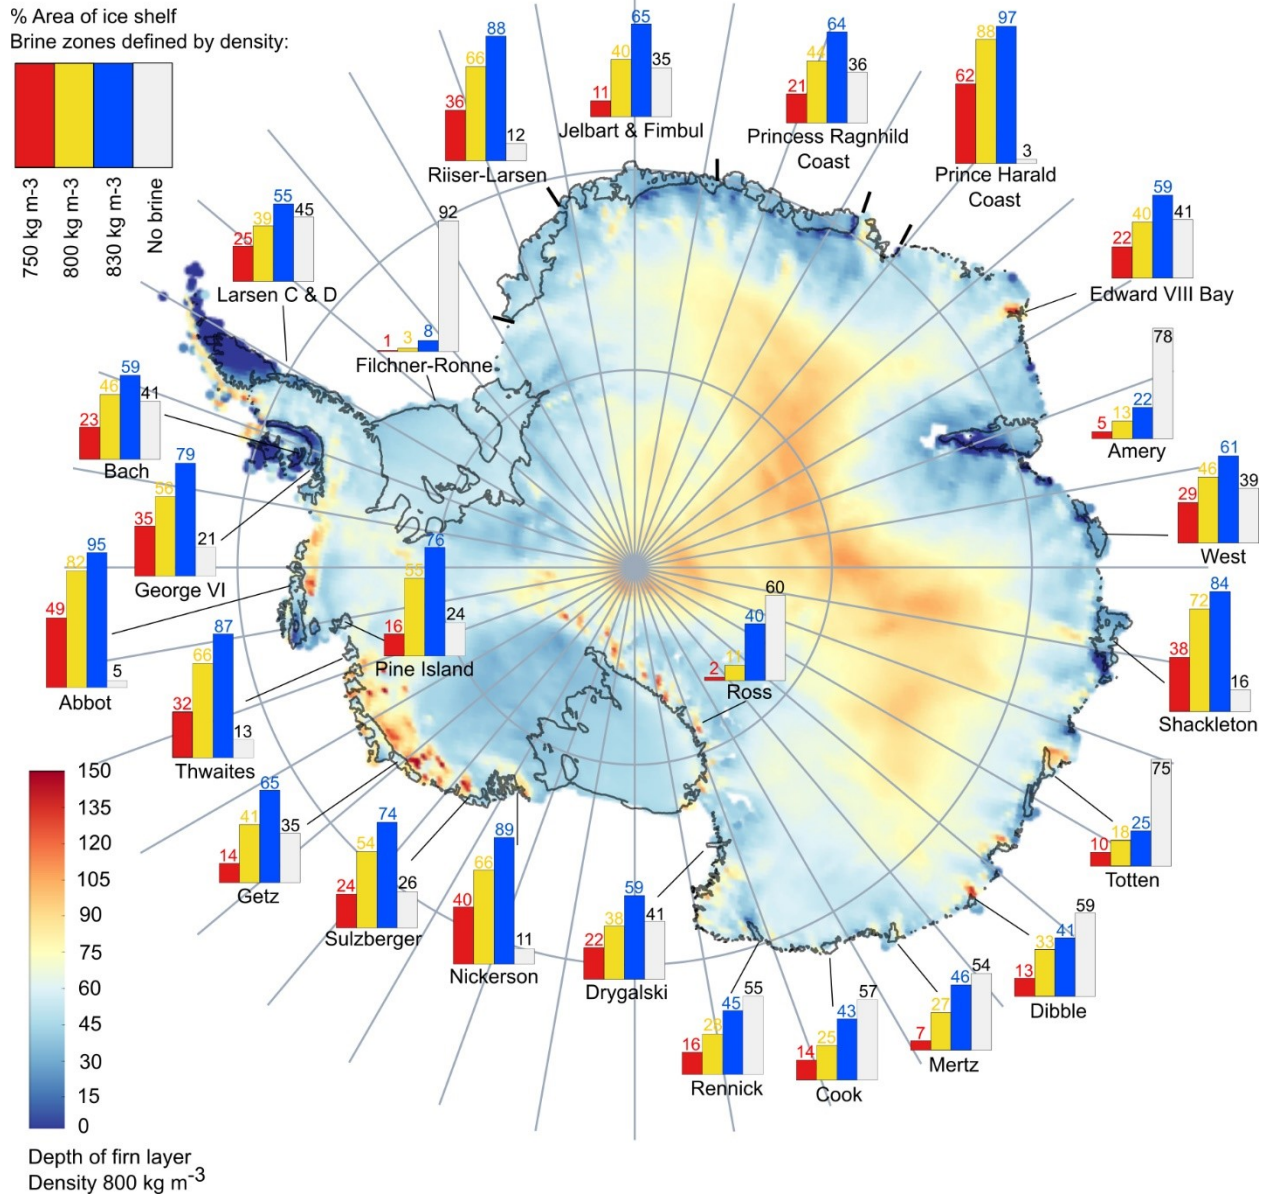 % Area of ice shelf
Brine zones defined by density:
750 kg m-3
800 kg m-3
830 kg m-3
No brine
36 66 88 12
Riiser-Larsen
11 40 65 35
Jelbart & Fimbul
21 44 64 36
Princess Ragnhild
Coast
62 88 97 3
Prince Harald
Coast
25 39 55 45
Larsen C & D
1 3 8 92
Filchner-Ronne
22 40 59 41
Edward VIII Bay
5 13 22 78
Amery
23 46 59 41
Bach
29 46 61 39
West
35 56 79 21
George VI
49 82 95 5
Abbot
16 55 76 24
Pine Island
2 11 40 60
Ross
38 72 84 16
Shackleton
32 66 87 13
Thwaites
10 18 25 75
Totten
14 41 65 35
Getz
24 54 74 26
Sulzberger
40 66 89 11
Nickerson
22 38 59 41
Drygalski
13 33 41 59
Dibble
7 27 46 54
Mertz
16 28 45 55
Rennick
14 25 43 57
Cook
150
135
120
105
90
75
60
45
30
15
0
Depth of firn layer
Density 800 kg m-3